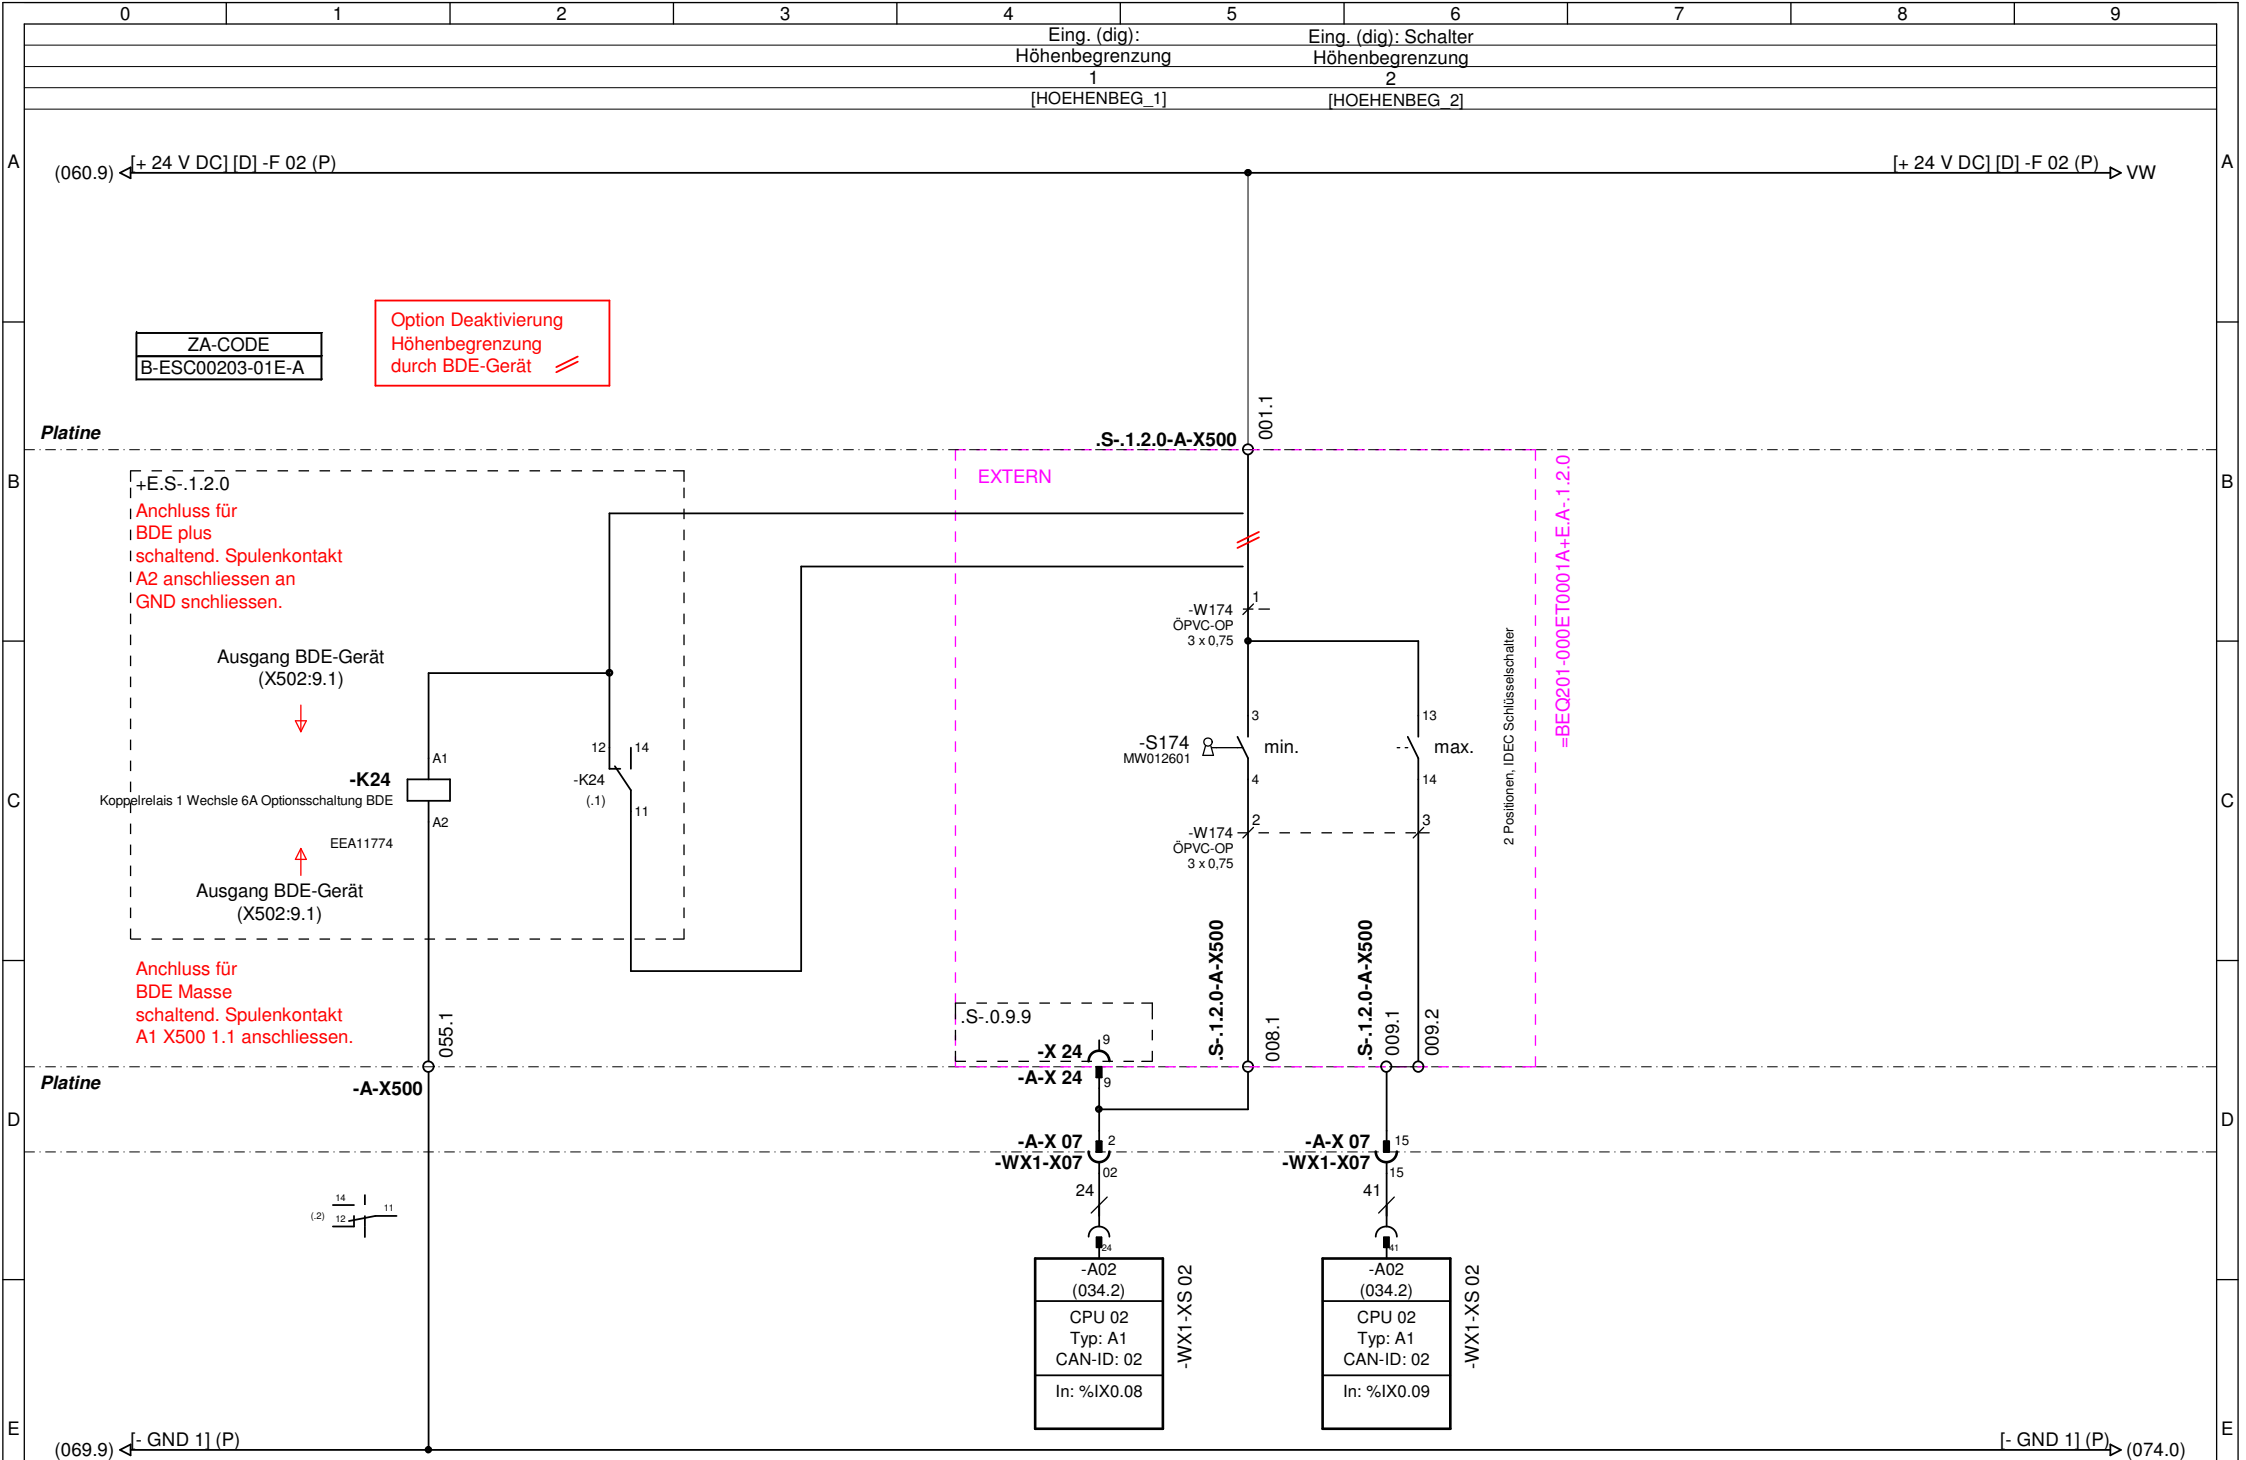 0 1 2 3 4 5 6 7 8 9
Eing. (dig):
Höhenbegrenzung
1
[HOEHENBEG_1]
Eing. (dig): Schalter
Höhenbegrenzung
2
[HOEHENBEG_2]
A
A
(060.9)
[+ 24 V DC] [D] -F 02 (P)
[+ 24 V DC] [D] -F 02 (P)
VW
ZA-CODE
B-ESC00203-01E-A
Option Deaktivierung
Höhenbegrenzung
durch BDE-Gerät
Platine
.S-.1.2.0-A-X500
001.1
B
B
+E.S-.1.2.0
Anchluss für
BDE plus
schaltend. Spulenkontakt
A2 anschliessen an
GND snchliessen.
EXTERN
=BEQ201-000ET0001A+E.A-.1.2.0
Ausgang BDE-Gerät
(X502:9.1)
-W174
ÖPVC-OP
3 x 0,75
1
2 Positionen, IDEC Schlüsselschalter
A1
-K24
Koppelrelais 1 Wechsle 6A Optionsschaltung BDE
A2
EEA11774
12
14
-K24
(.1)
11
3
-S174
MW012601
min.
4
13
max.
14
C
C
-W174
ÖPVC-OP
3 x 0,75
2
3
Ausgang BDE-Gerät
(X502:9.1)
Anchluss für
BDE Masse
schaltend. Spulenkontakt
A1 X500 1.1 anschliessen.
055.1
.S-.0.9.9
.S-.1.2.0-A-X500
008.1
.S-.1.2.0-A-X500
009.1
009.2
-X 24
9
Platine
-A-X500
-A-X 24
9
D
D
-A-X 07
2
-WX1-X07
02
24
24
-A-X 07
15
-WX1-X07
15
41
41
(.2)
14
12
11
-A02
(034.2)
CPU 02
Typ: A1
CAN-ID: 02
In: %IX0.08
-WX1-XS 02
-A02
(034.2)
CPU 02
Typ: A1
CAN-ID: 02
In: %IX0.09
-WX1-XS 02
E
E
(069.9)
[- GND 1] (P)
[- GND 1] (P)
(074.0)